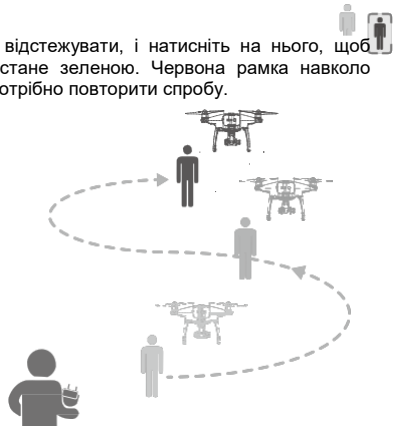 відстежувати, і натисніть на нього, щоб
стане зеленою. Червона рамка навколо
отрібно повторити спробу.